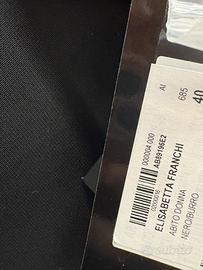 000004.000
AB89196E2
ELISABETTA FRANCHI
ABITO DONNA
NERO/BURRO
AI
685
40